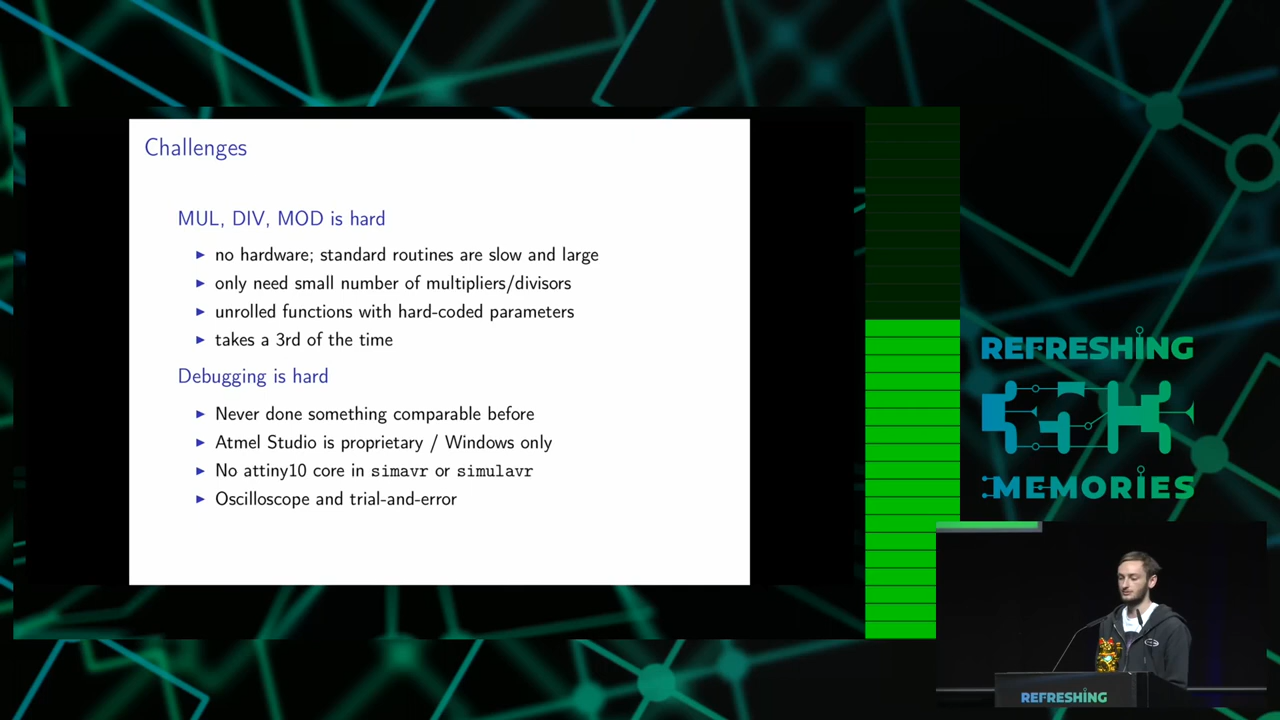 Challenges
MUL, DIV, MOD is hard
no hardware; standard routines are slow and large
only need small number of multipliers/divisors
unrolled functions with hard-coded parameters
takes a 3rd of the time
Debugging is hard
Never done something comparable before
Atmel Studio is proprietary / Windows only
No attiny10 core in simavr or simulavr
Oscilloscope and trial-and-error
REFRESHING
MEMORIES
REFRESHING